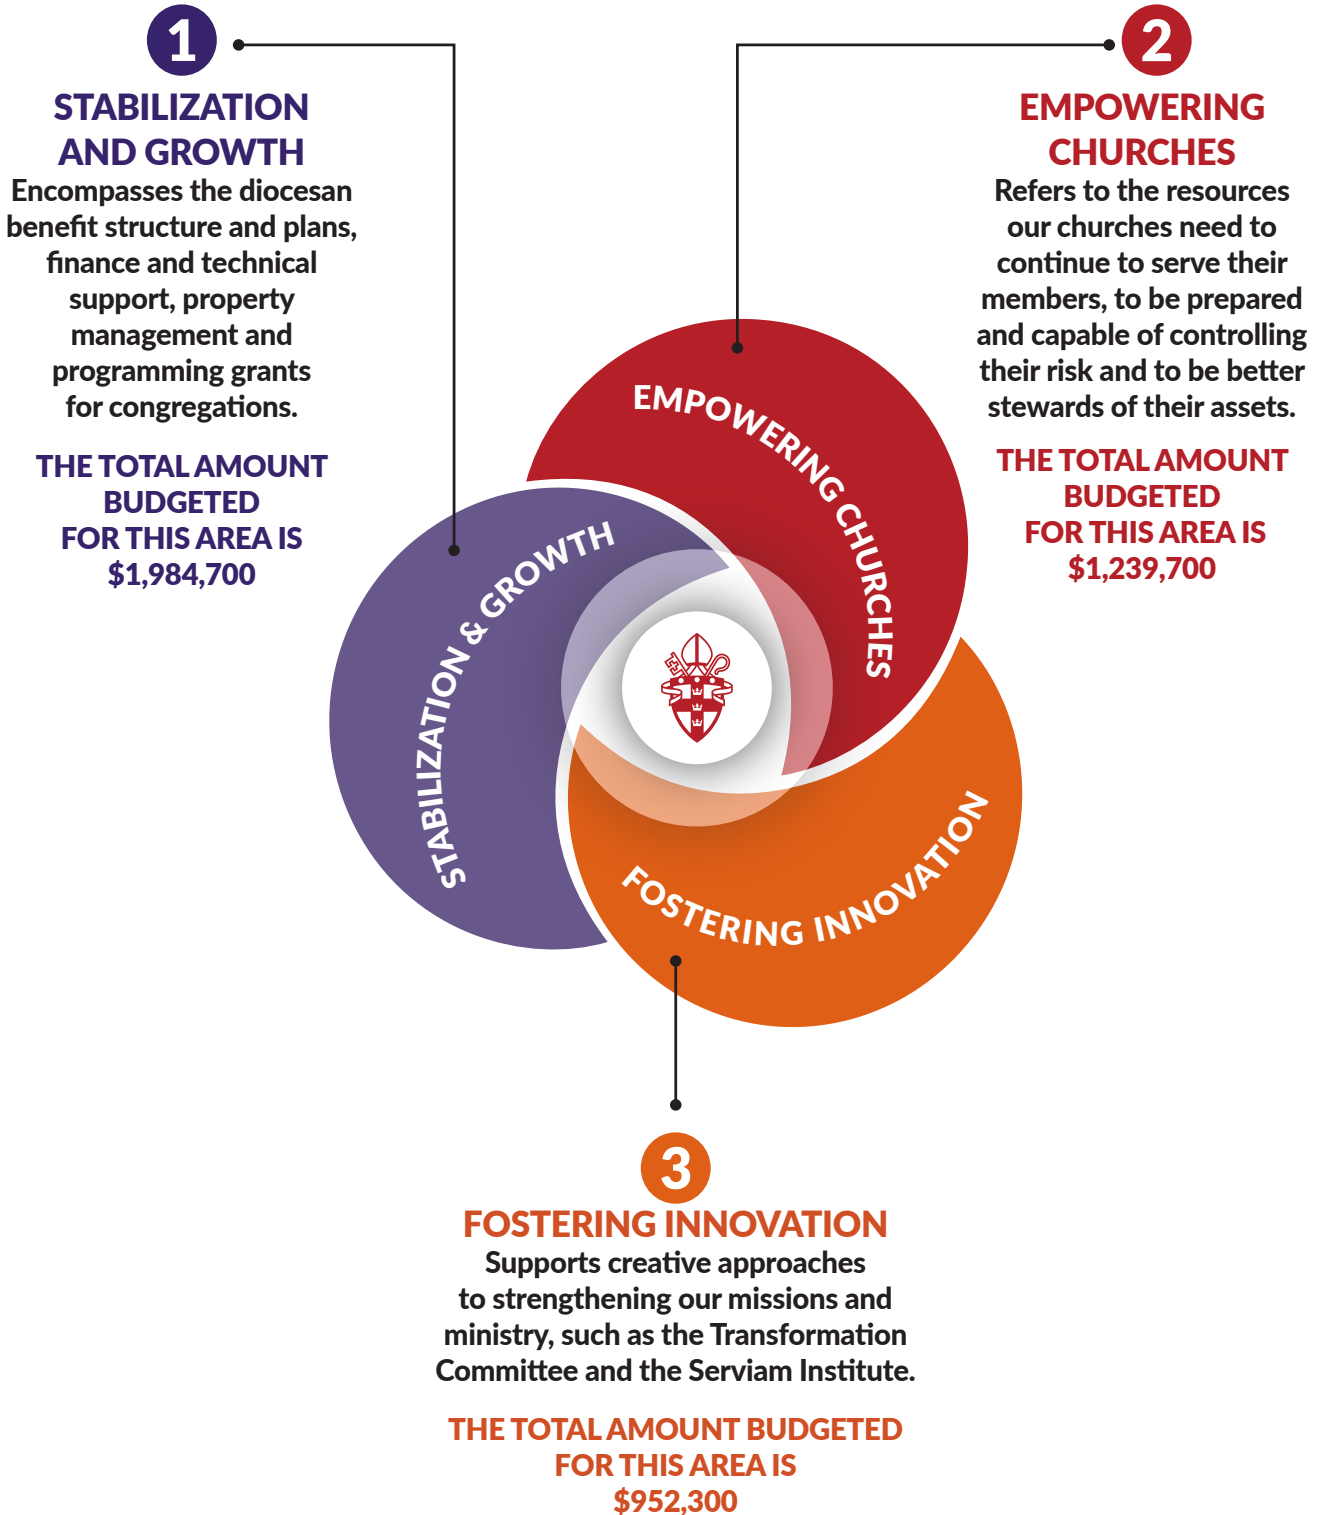 1
STABILIZATION
AND GROWTH
Encompasses the diocesan
benefit structure and plans,
finance and technical
support, property
management and
programming grants
for congregations.
THE TOTAL AMOUNT
BUDGETED
FOR THIS AREA IS
$1,984,700
2
EMPOWERING
CHURCHES
Refers to the resources
our churches need to
continue to serve their
members, to be prepared
and capable of controlling
their risk and to be better
stewards of their assets.
THE TOTAL AMOUNT
BUDGETED
FOR THIS AREA IS
$1,239,700
EMPOWERING CHURCHES
STABILIZATION & GROWTH
FOSTERING INNOVATION
3
FOSTERING INNOVATION
Supports creative approaches
to strengthening our missions and
ministry, such as the Transformation
Committee and the Serviam Institute.
THE TOTAL AMOUNT BUDGETED
FOR THIS AREA IS
$952,300